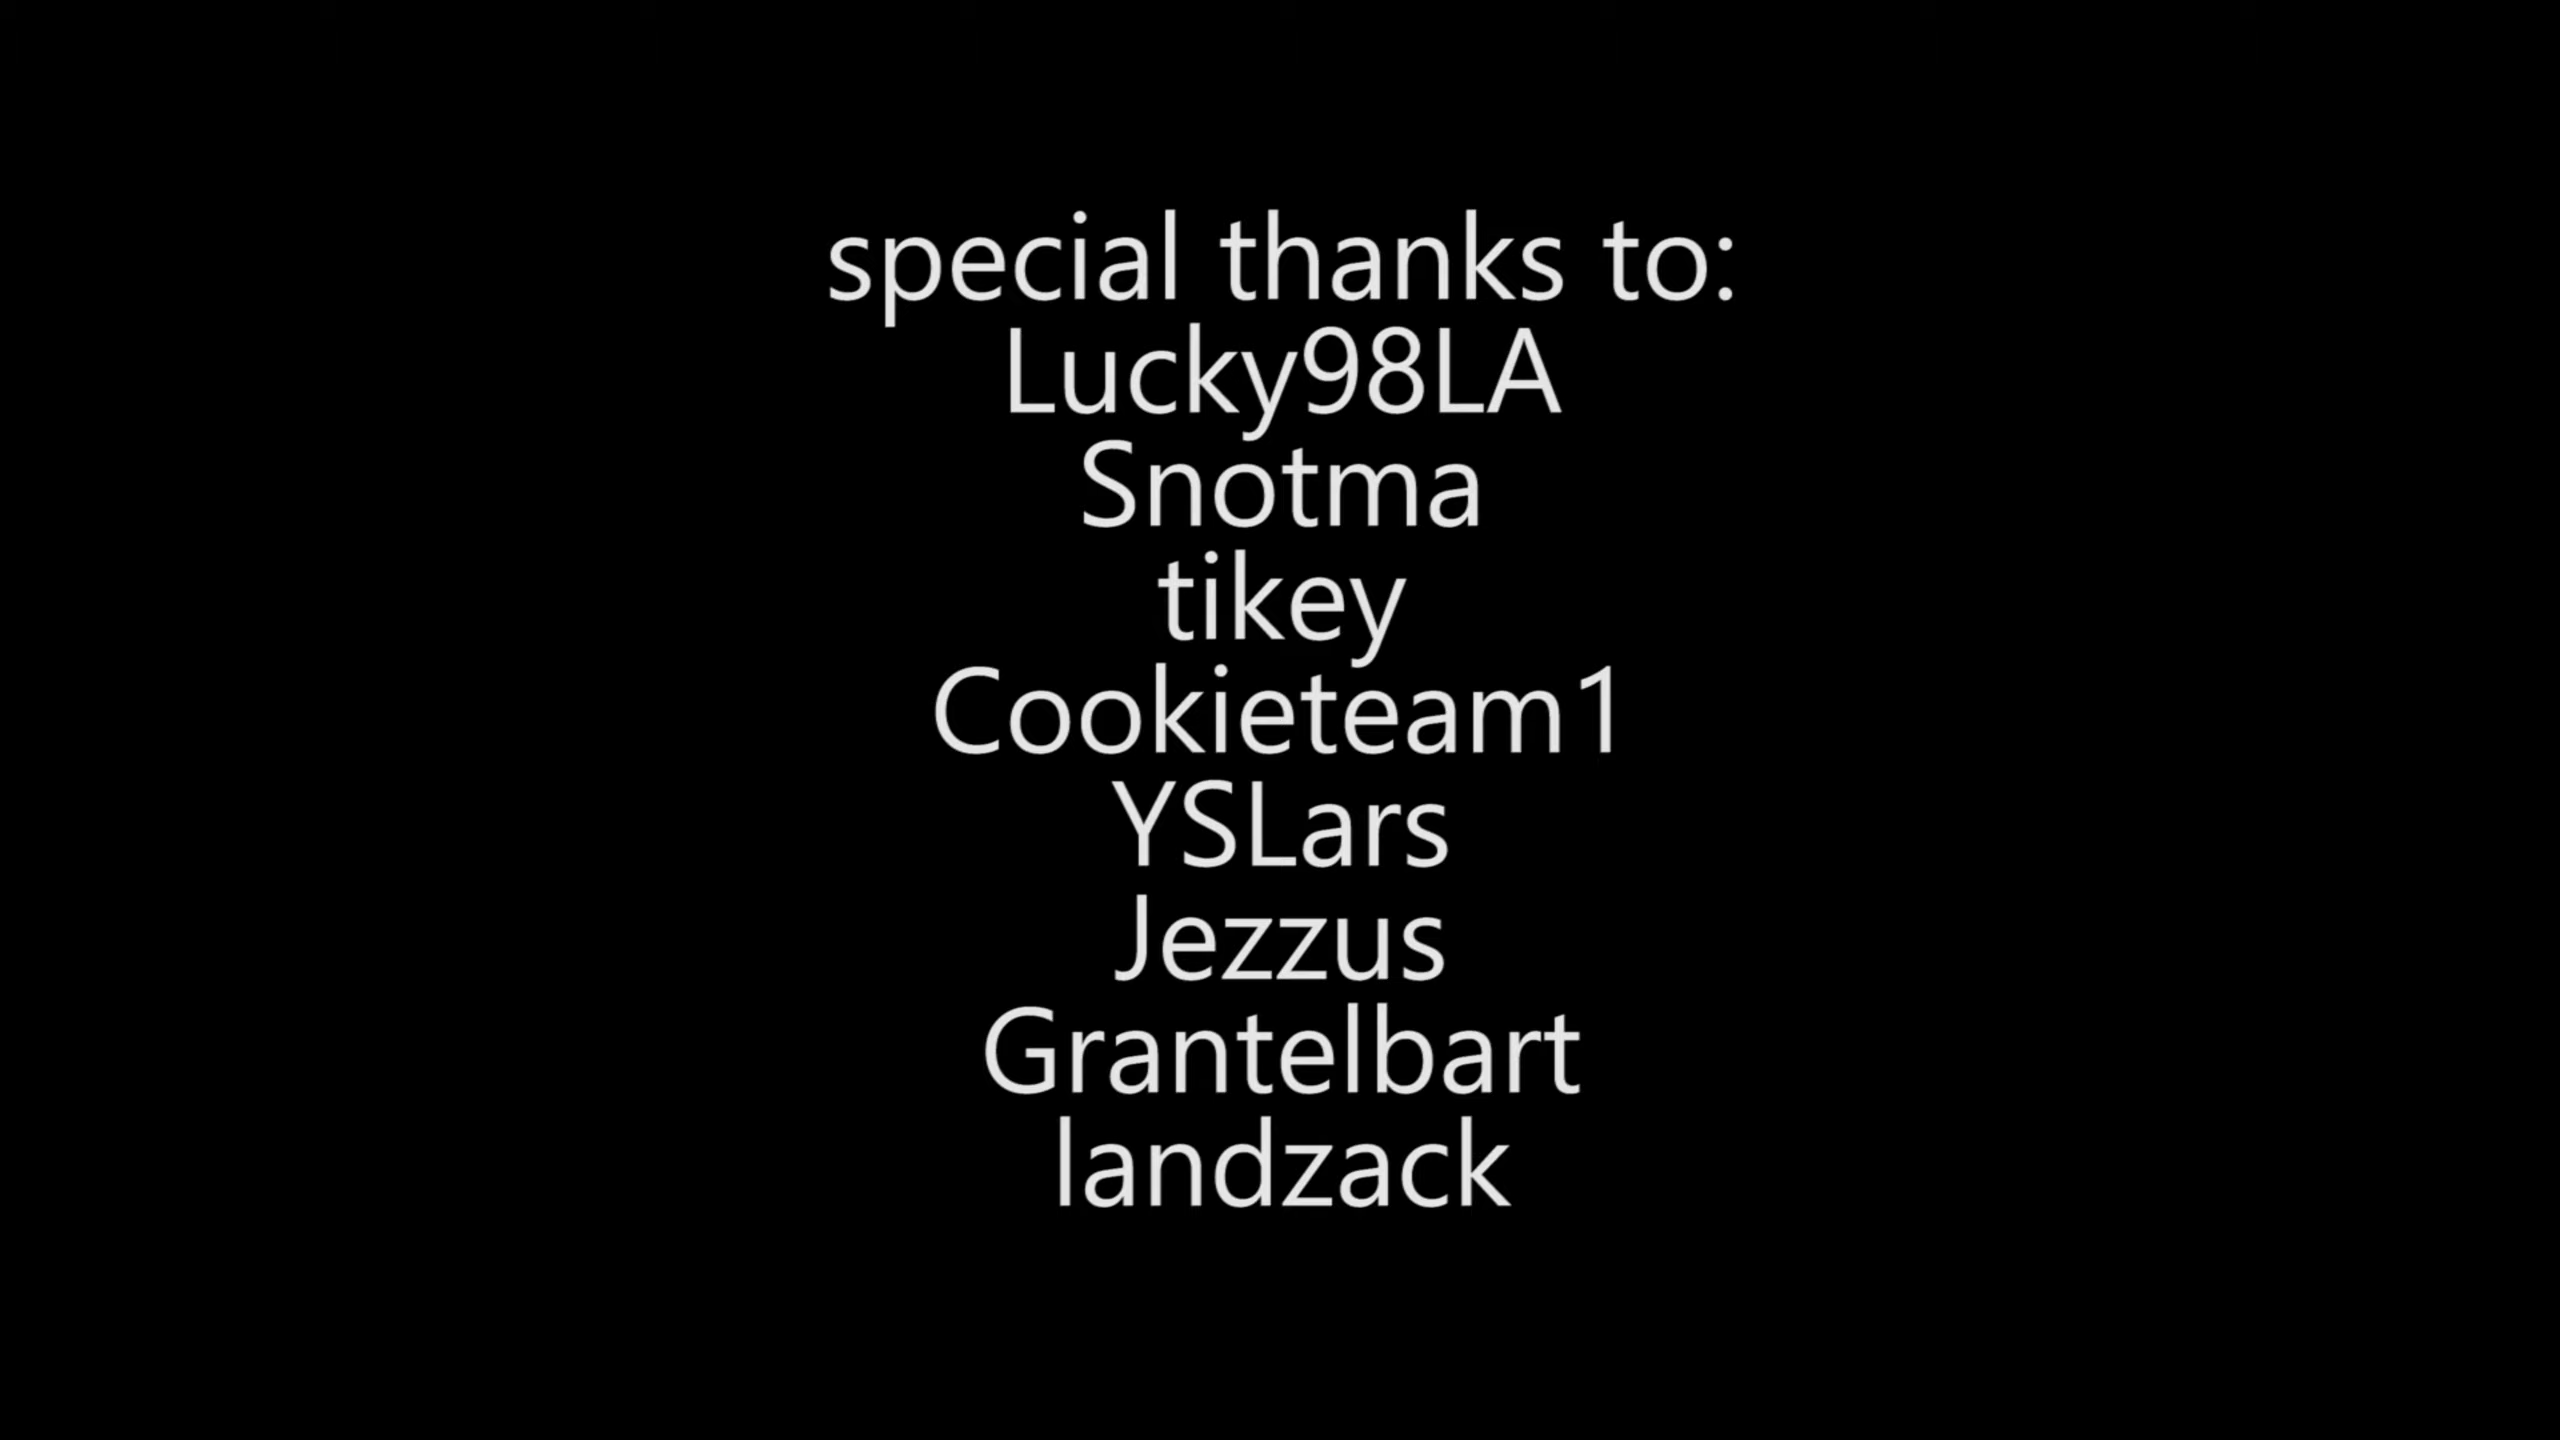 special thanks to:
Lucky98LA
Snotma
tikey
Cookieteam1
YSLars
Jezzus
Grantelbart
landzack